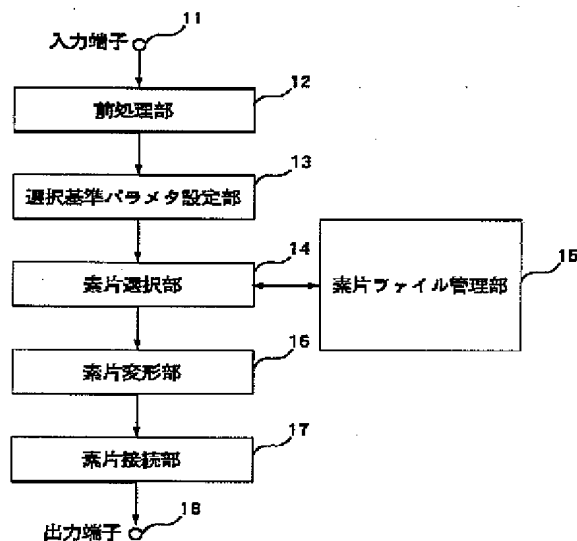 入力端子 11
前処理部 12
選択基準パラメタ設定部 13
素片選択部 14
素片ファイル管理部 15
素片変形部 16
素片接続部 17
出力端子 18